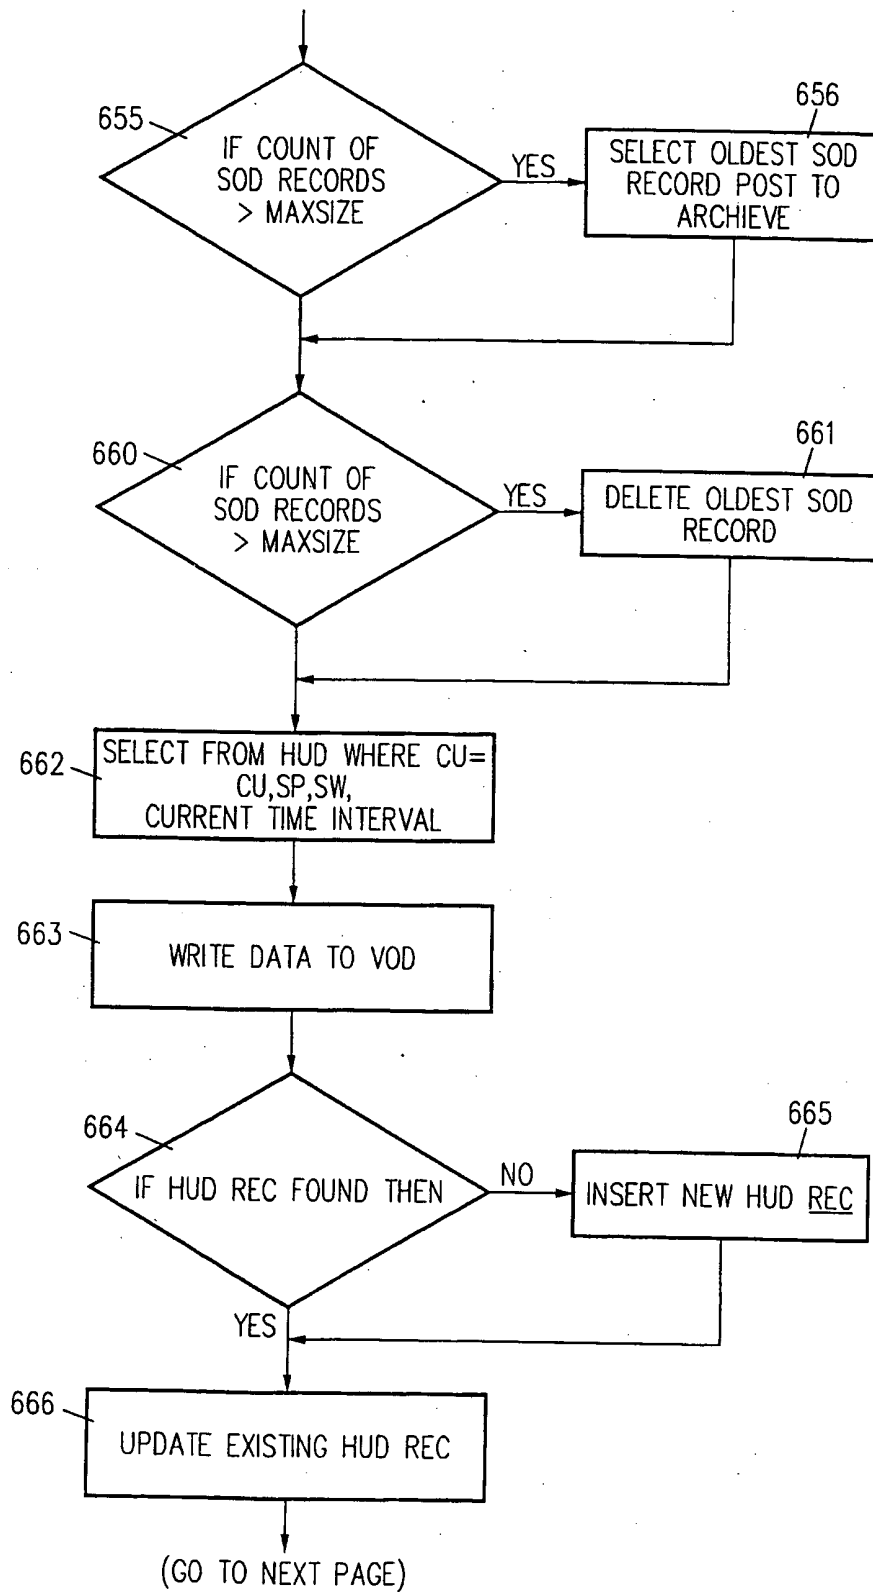 655
IF COUNT OF
SOD RECORDS
> MAXSIZE
YES
656
SELECT OLDEST SOD
RECORD POST TO
ARCHIEVE
660
IF COUNT OF
SOD RECORDS
> MAXSIZE
YES
661
DELETE OLDEST SOD
RECORD
662
SELECT FROM HUD WHERE CU=
CU,SP,SW,
CURRENT TIME INTERVAL
663
WRITE DATA TO VOD
664
IF HUD REC FOUND THEN
NO
665
INSERT NEW HUD REC
YES
666
UPDATE EXISTING HUD REC
(GO TO NEXT PAGE)